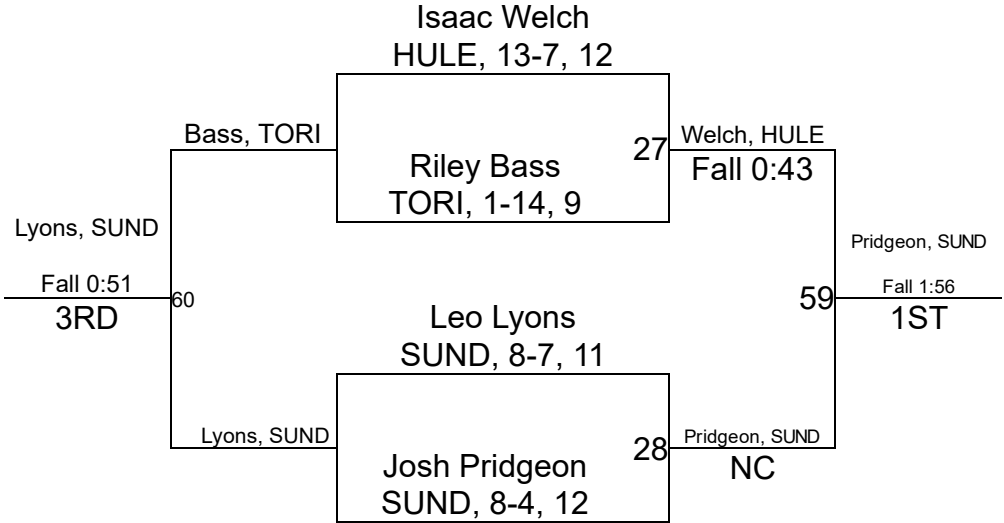 Isaac Welch
HULE, 13-7, 12
Bass, TORI
27
Welch, HULE
Riley Bass
TORI, 1-14, 9
Fall 0:43
Lyons, SUND
Pridgeon, SUND
Fall 0:51
60
59
Fall 1:56
3RD
1ST
Leo Lyons
SUND, 8-7, 11
Lyons, SUND
28
Pridgeon, SUND
Josh Pridgeon
SUND, 8-4, 12
NC